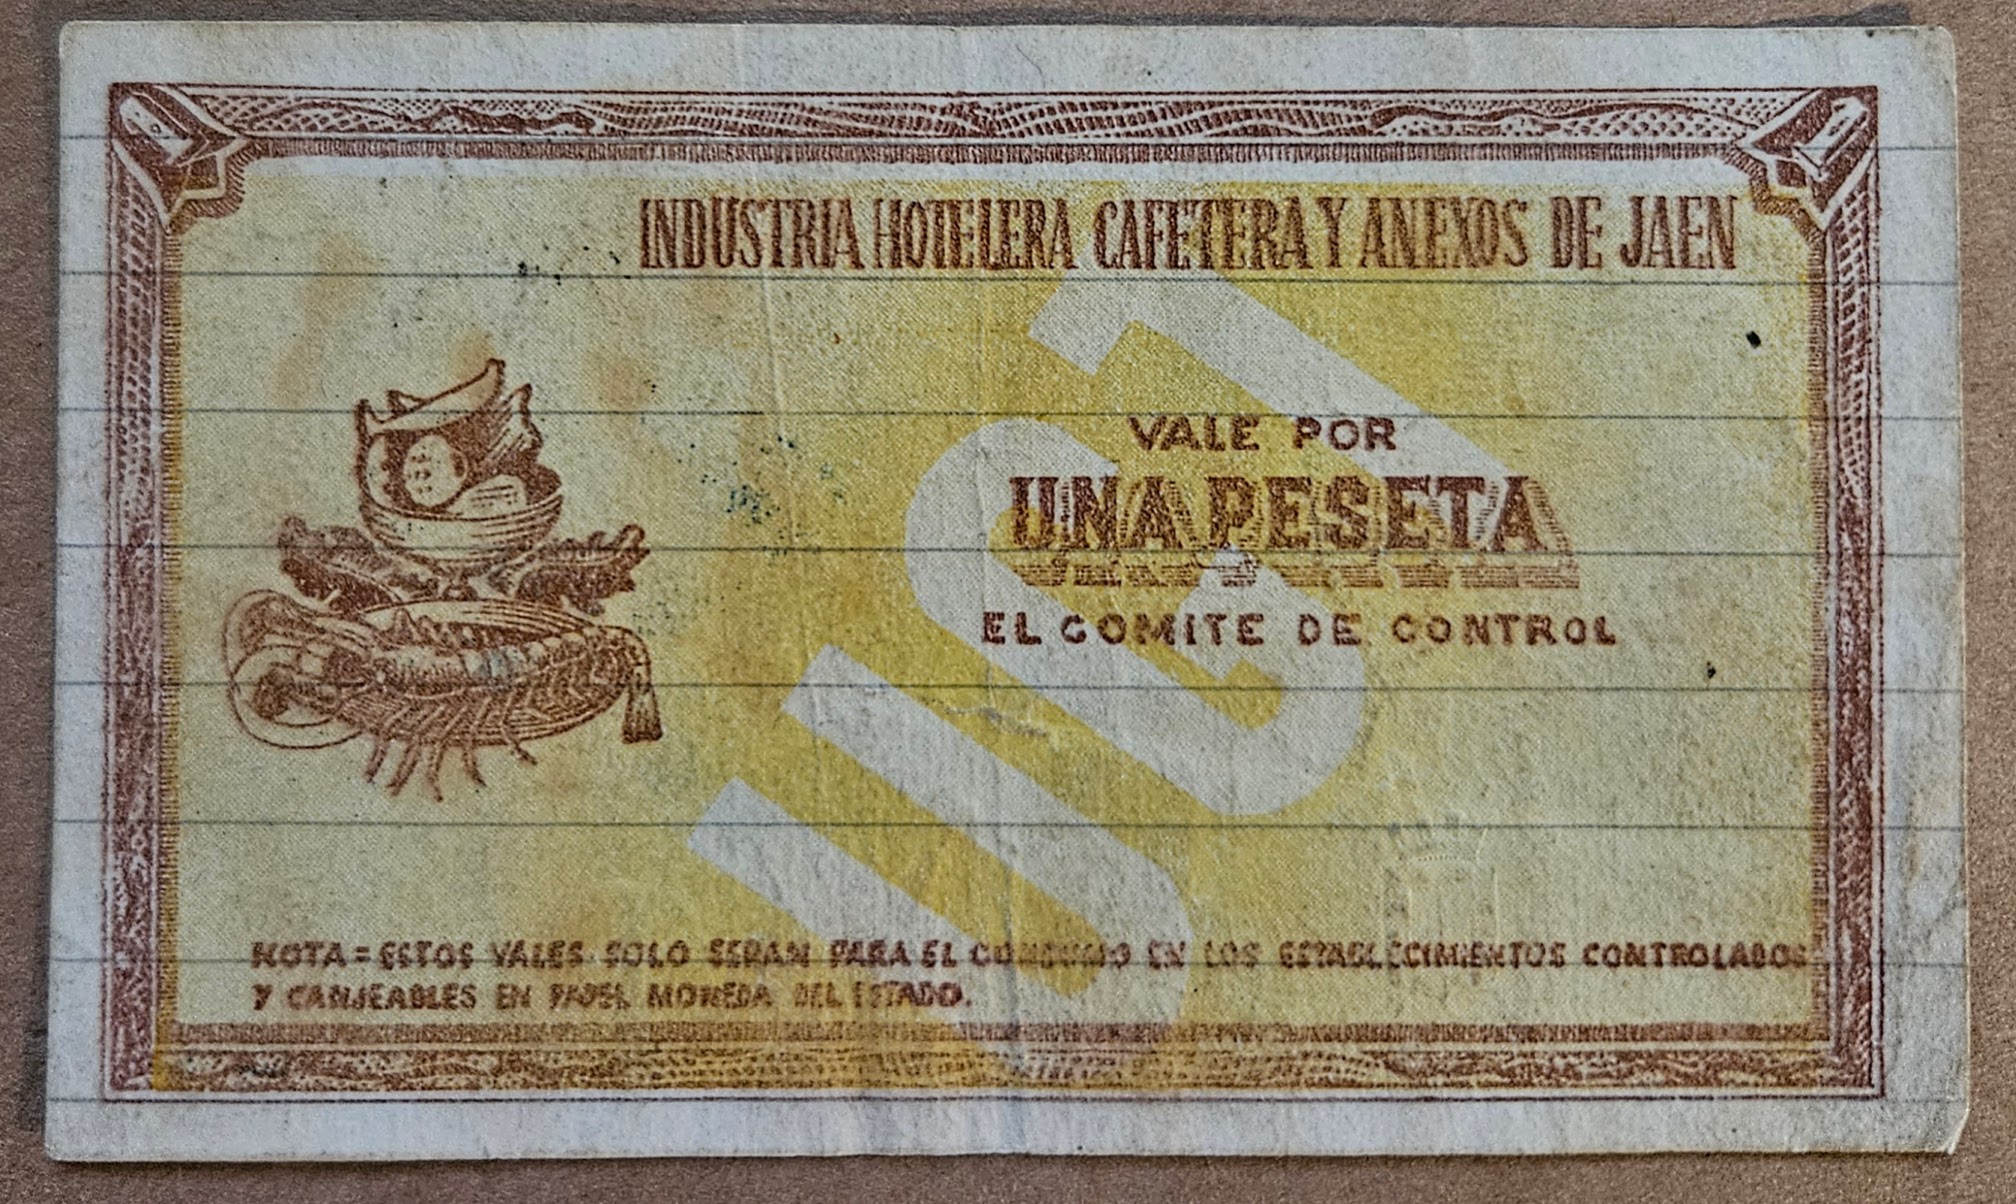 INDUSTRIA HOTELERA CAFETERA Y ANEXOS DE JAEN
UGT
VALE POR
UNA PESETA
EL COMITE DE CONTROL
NOTA = ESTOS VALES SOLO SERAN PARA EL CONSUMO EN LOS ESTABLECIMIENTOS CONTROLADOS
Y CANJEABLES EN PAPEL MONEDA DEL ESTADO.